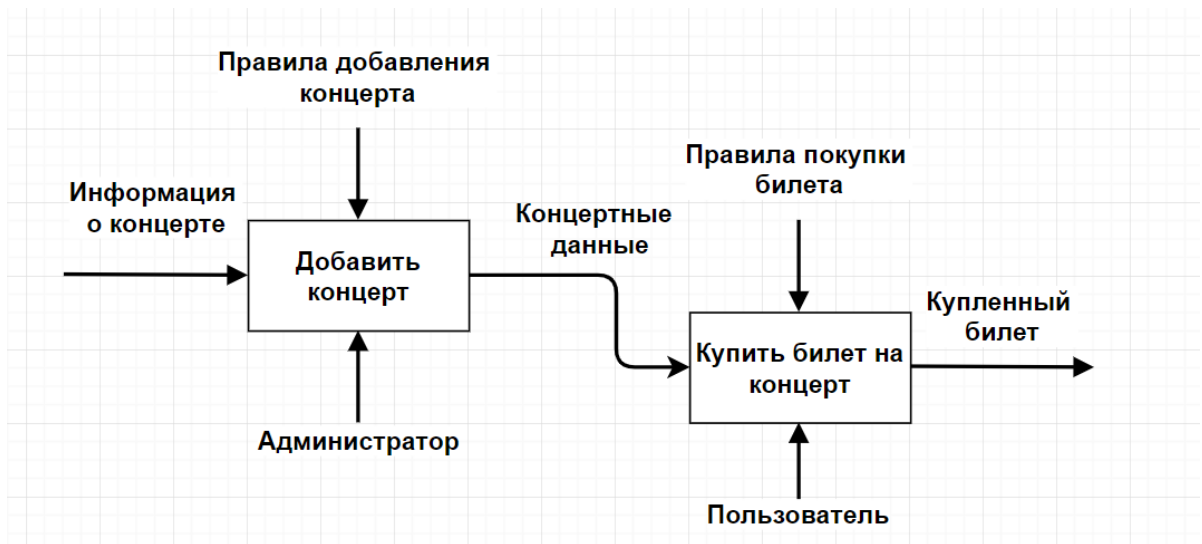 Правила добавления
концерта
Информация
о концерте
Добавить
концерт
Администратор
Концертные
данные
Правила покупки
билета
Купить билет на
концерт
Пользователь
Купленный
билет